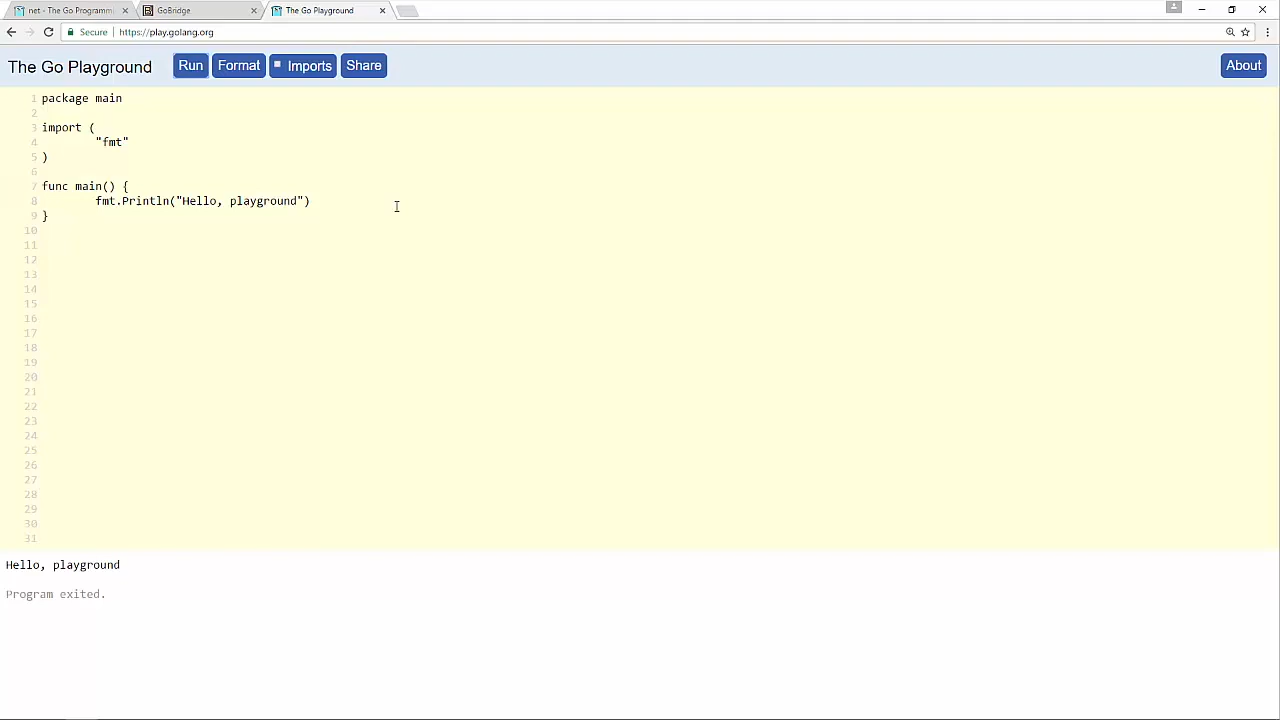 net - The Go Programmi
GoBridge
The Go Playground
Secure
https://play.golang.org
The Go Playground
Run
Format
Imports
Share
About
1 package main
2
3 import (
4 "fmt"
5 )
6
7 func main() {
8 fmt.Println("Hello, playground")
9 }
10
11
12
13
14
15
16
17
18
19
20
21
22
23
24
25
26
27
28
29
30
31
Hello, playground
Program exited.